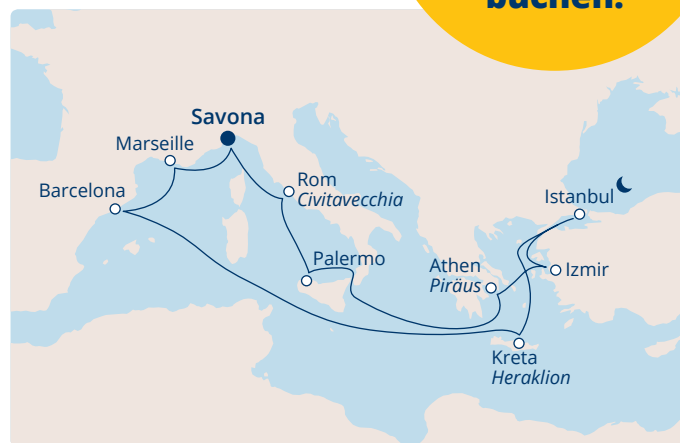 buchen.
Savona
Marseille
Barcelona
Rom
Civitavecchia
Istanbul
Palermo
Athen
Piräus
Izmir
Kreta
Heraklion